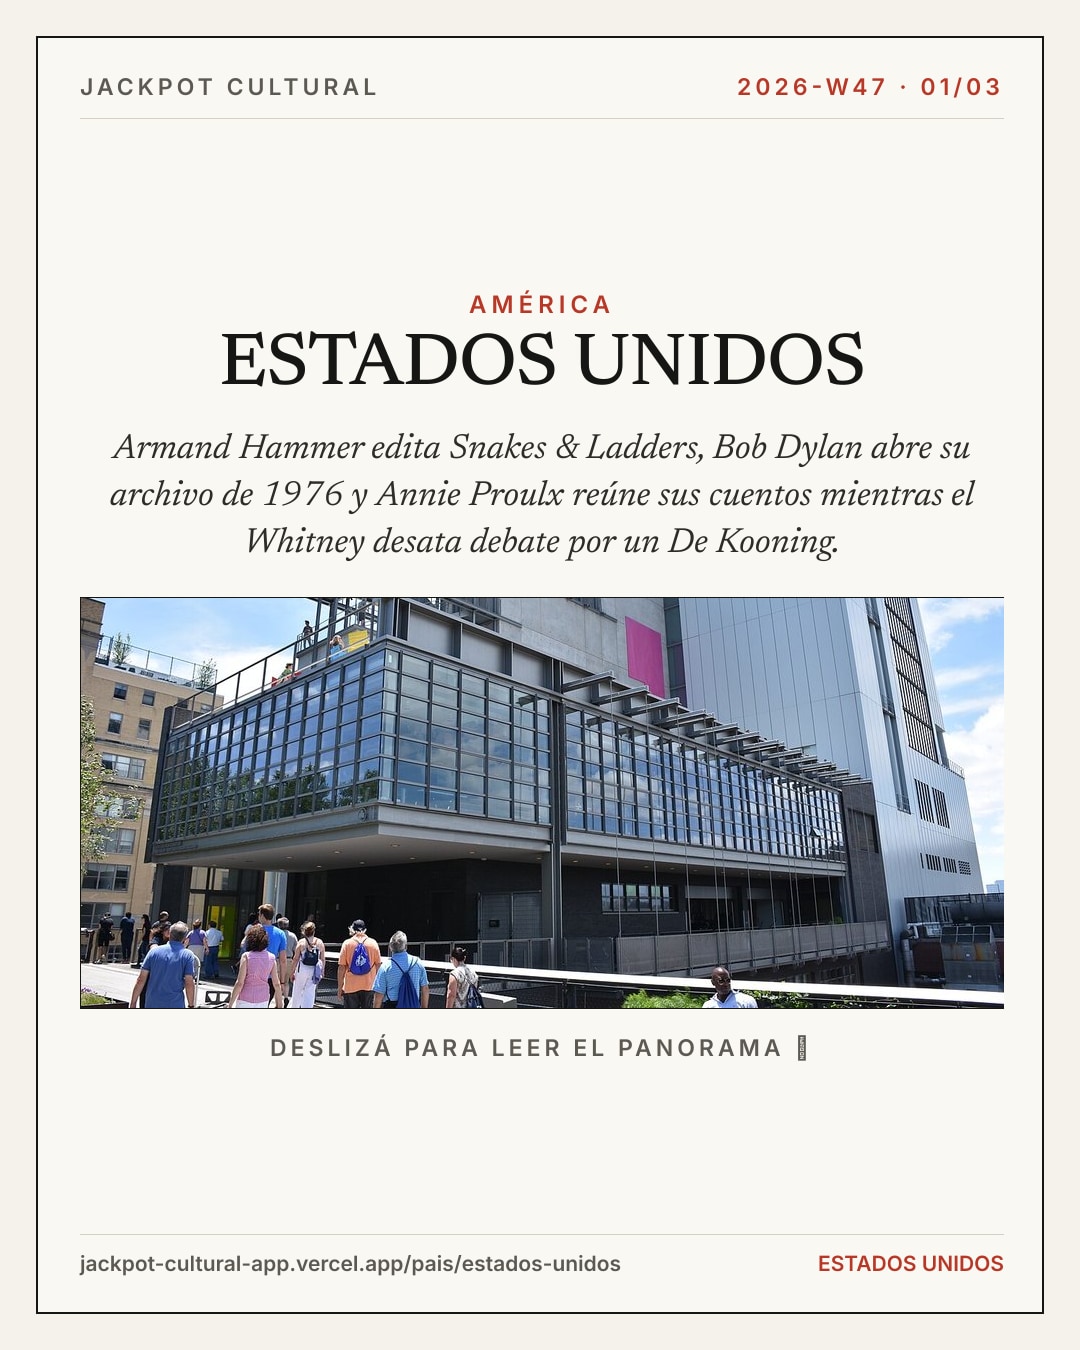 JACKPOT CULTURAL
2026-W47 · 01/03
AMÉRICA
ESTADOS UNIDOS
Armand Hammer edita Snakes & Ladders, Bob Dylan abre su
archivo de 1976 y Annie Proulx reúne sus cuentos mientras el
Whitney desata debate por un De Kooning.
DESLIZÁ PARA LEER EL PANORAMA
jackpot-cultural-app.vercel.app/pais/estados-unidos
ESTADOS UNIDOS